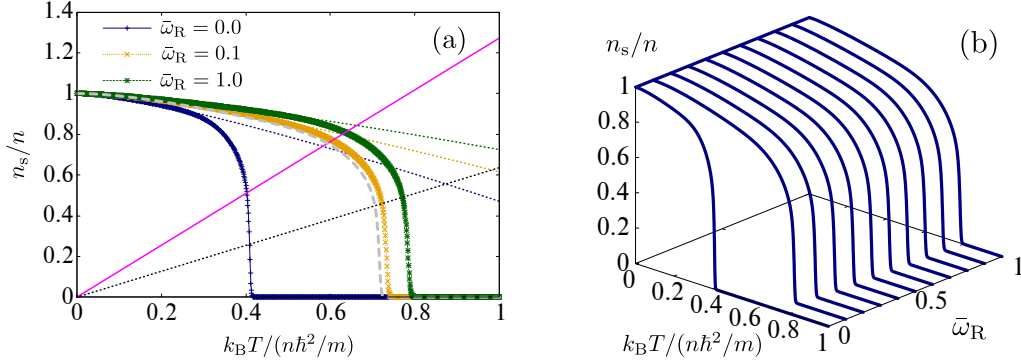 1.4
1.2
1
0.8
0.6
0.4
0.2
0
n_s/n
ω̄_R = 0.0
ω̄_R = 0.1
ω̄_R = 1.0
(a)
0 0.2 0.4 0.6 0.8 1
k_B T/(nℏ²/m)
(b)
n_s/n
1
0.8
0.6
0.4
0.2
0
0 0.2 0.4 0.6 0.8 1
k_B T/(nℏ²/m)
0 0.5 1
ω̄_R